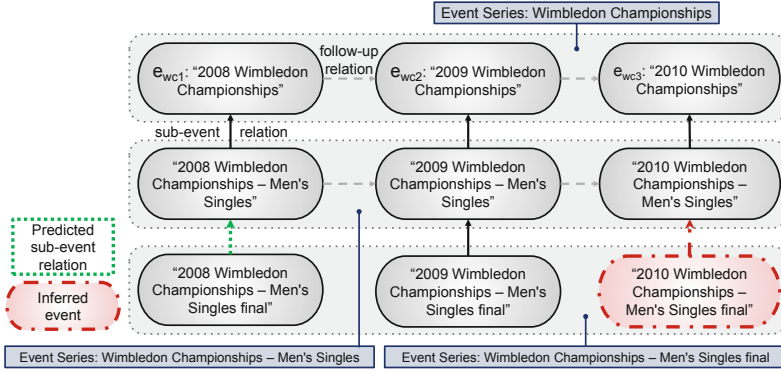 Event Series: Wimbledon Championships
e_wc1: “2008 Wimbledon
Championships”
follow-up
relation
e_wc2: “2009 Wimbledon
Championships”
e_wc3: “2010 Wimbledon
Championships”
sub-event relation
“2008 Wimbledon
Championships – Men's
Singles”
“2009 Wimbledon
Championships – Men's
Singles”
“2010 Wimbledon
Championships –
Men's Singles”
Predicted
sub-event
relation
Inferred
event
“2008 Wimbledon
Championships – Men's
Singles final”
“2009 Wimbledon
Championships – Men's
Singles final”
“2010 Wimbledon
Championships –
Men's Singles final”
Event Series: Wimbledon Championships – Men's Singles
Event Series: Wimbledon Championships – Men's Singles final